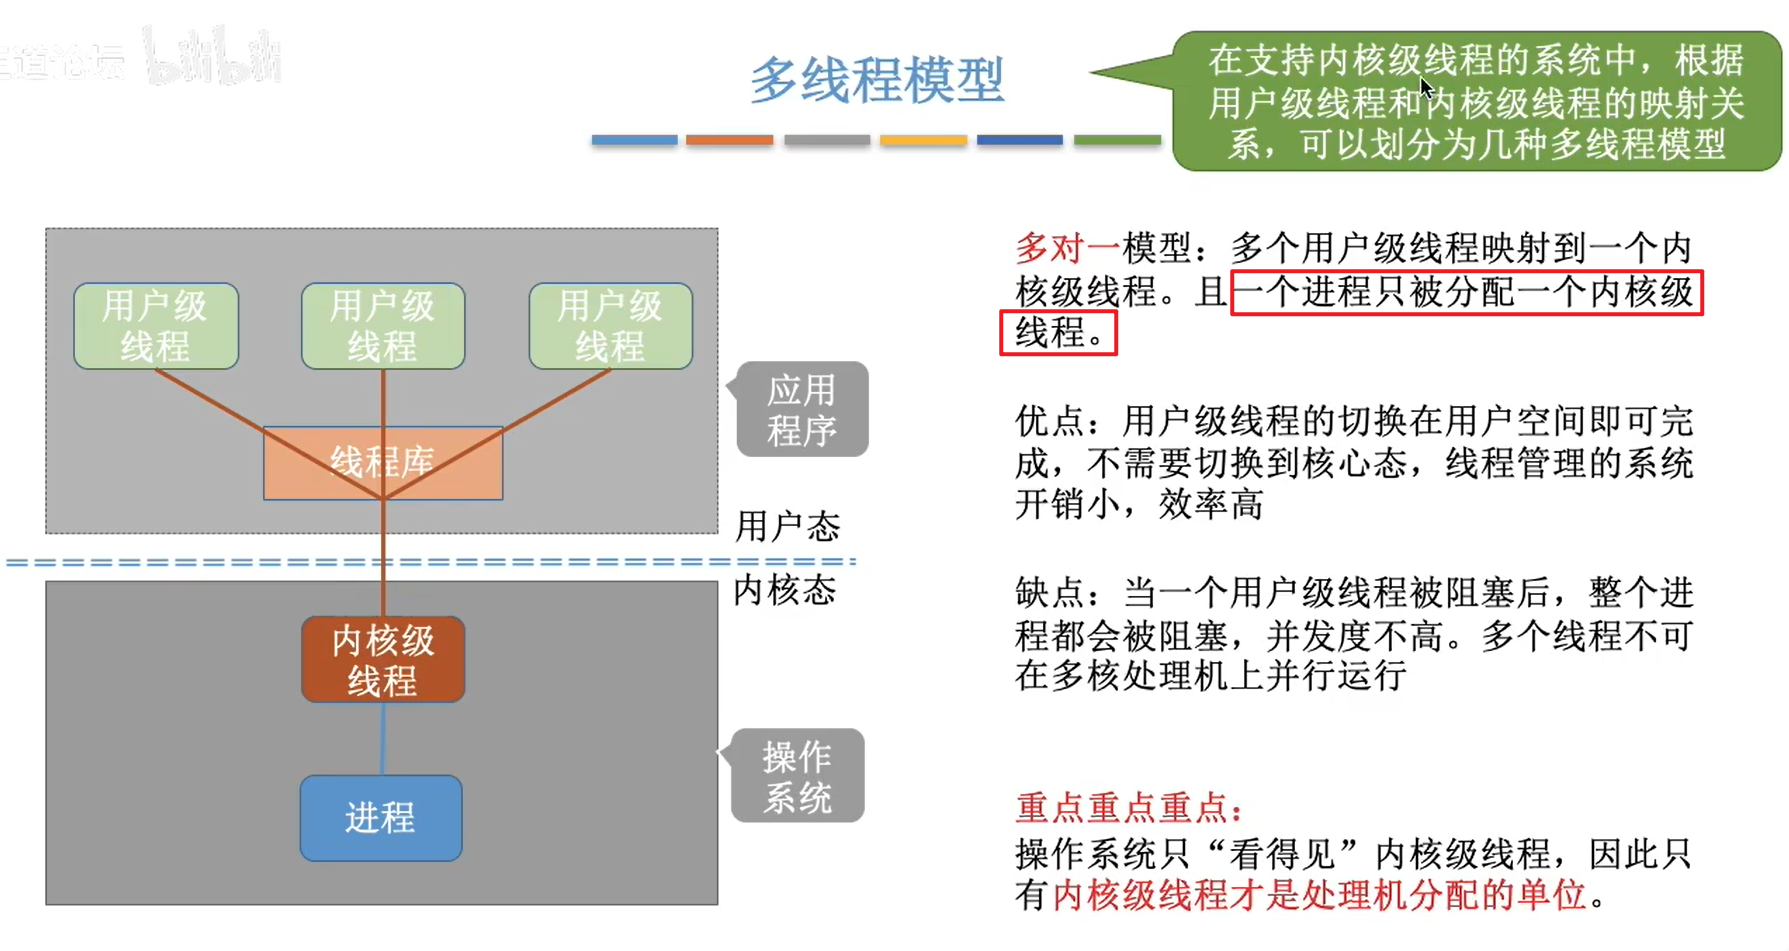 道论坛 bilibili
多线程模型
在支持内核级线程的系统中，根据
用户级线程和内核级线程的映射关
系，可以划分为几种多线程模型
用户级
线程
用户级
线程
用户级
线程
线程库
应用
程序
用户态
内核态
内核级
线程
进程
操作
系统
多对一模型：多个用户级线程映射到一个内
核级线程。且一个进程只被分配一个内核级
线程。
优点：用户级线程的切换在用户空间即可完
成，不需要切换到核心态，线程管理的系统
开销小，效率高
缺点：当一个用户级线程被阻塞后，整个进
程都会被阻塞，并发度不高。多个线程不可
在多核处理机上并行运行
重点重点重点：
操作系统只“看得见”内核级线程，因此只
有内核级线程才是处理机分配的单位。